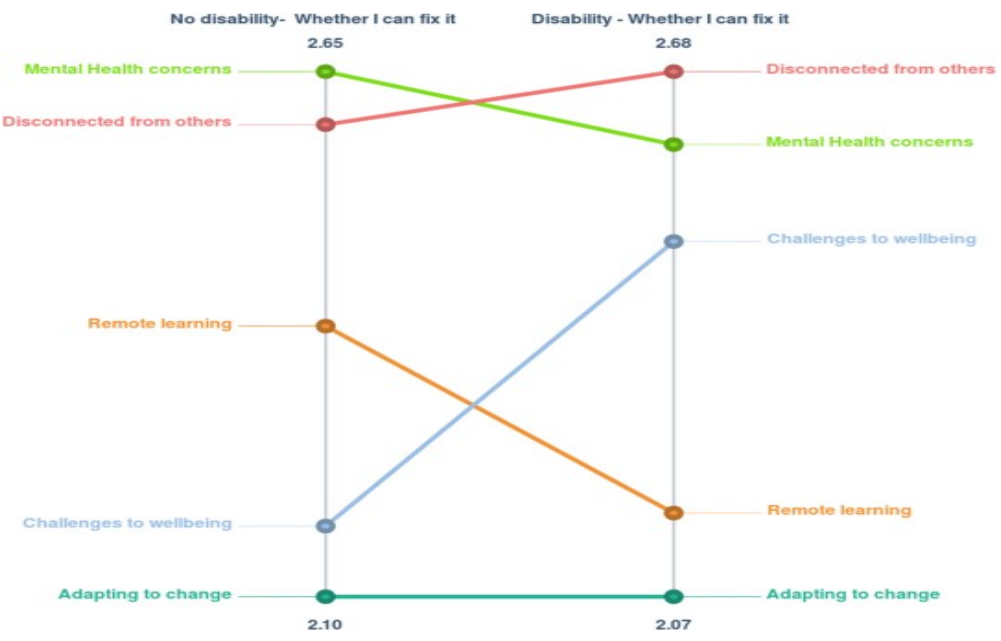 No disability-  Whether I can fix it
Disability - Whether I can fix it
2.65
2.68
Mental Health concerns
Disconnected from others
Disconnected from others
Mental Health concerns
Challenges to wellbeing
Remote learning
Challenges to wellbeing
Remote learning
Adapting to change
Adapting to change
2.10
2.07